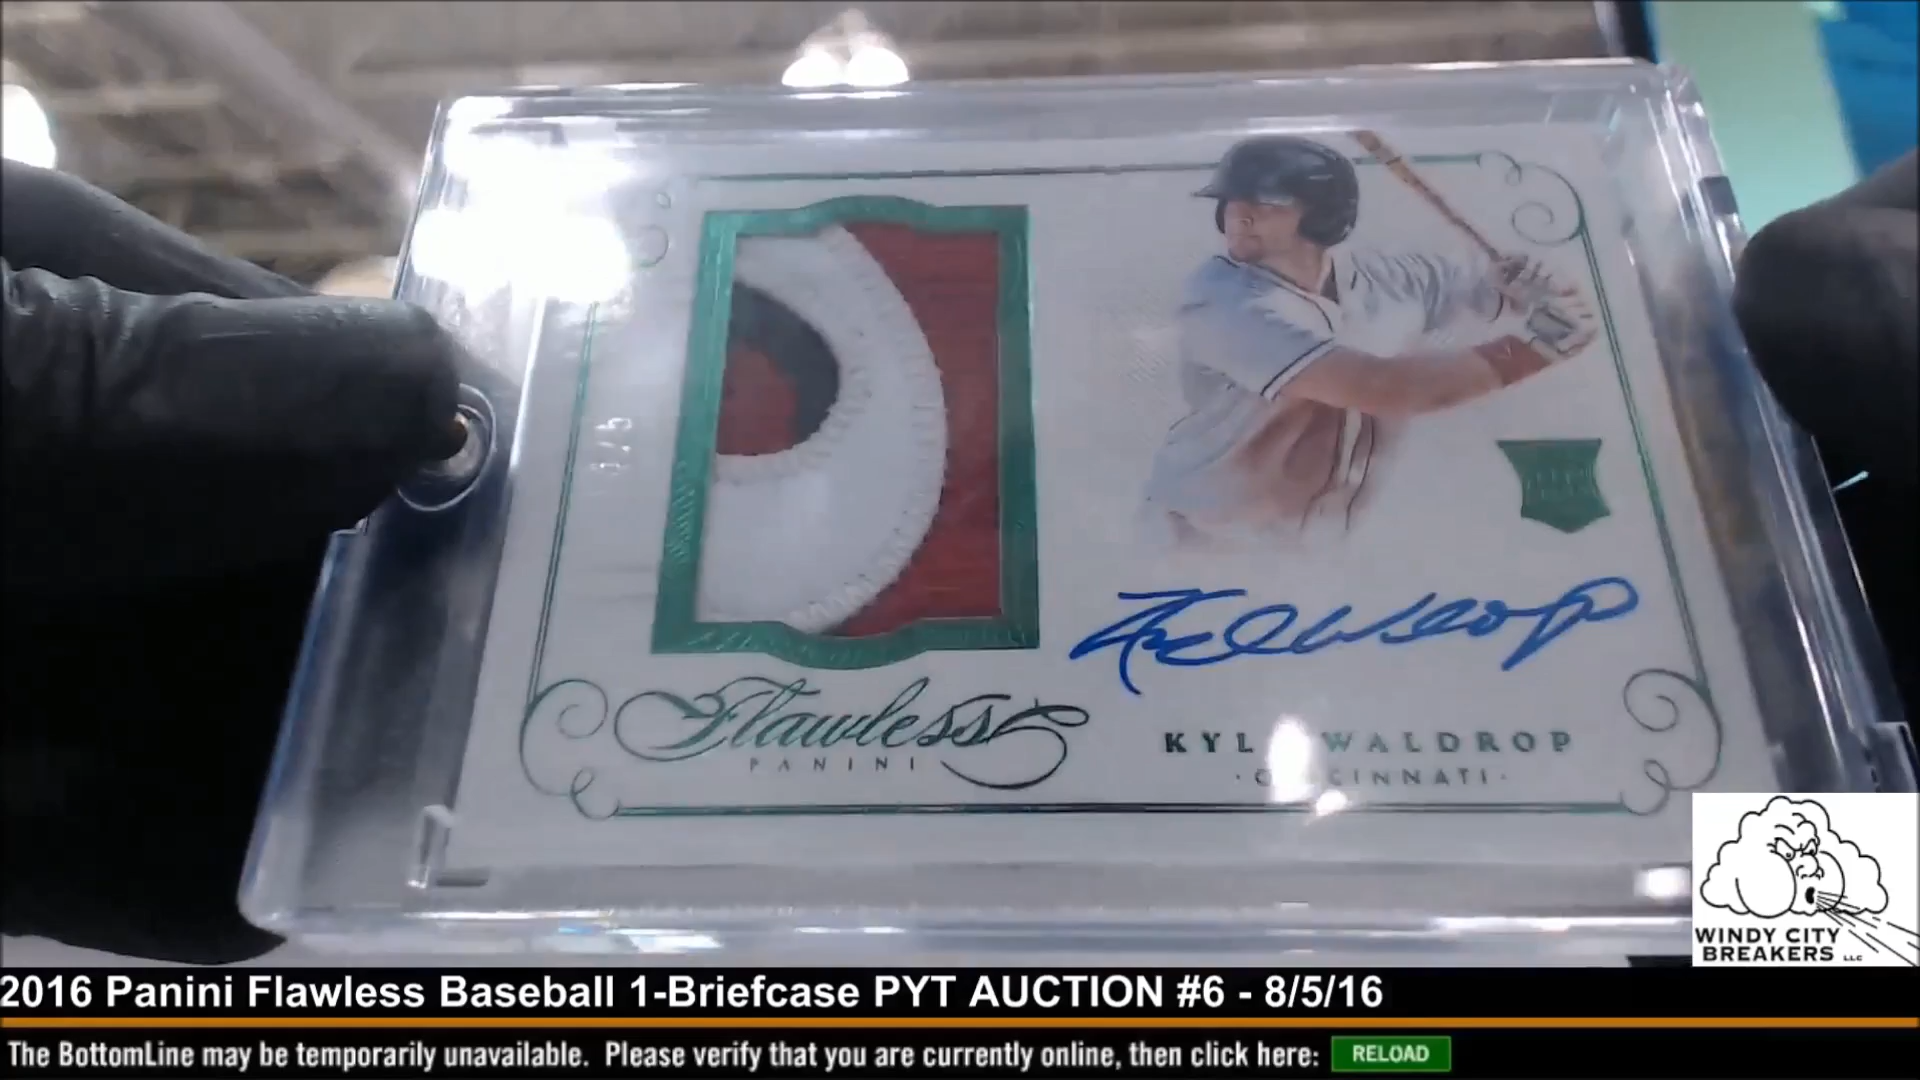 Flawless
PANINI
KYL WALDROP
CINCINNATI
WINDY CITY
BREAKERS LLC
2016 Panini Flawless Baseball 1-Briefcase PYT AUCTION #6 - 8/5/16
The BottomLine may be temporarily unavailable. Please verify that you are currently online, then click here: RELOAD